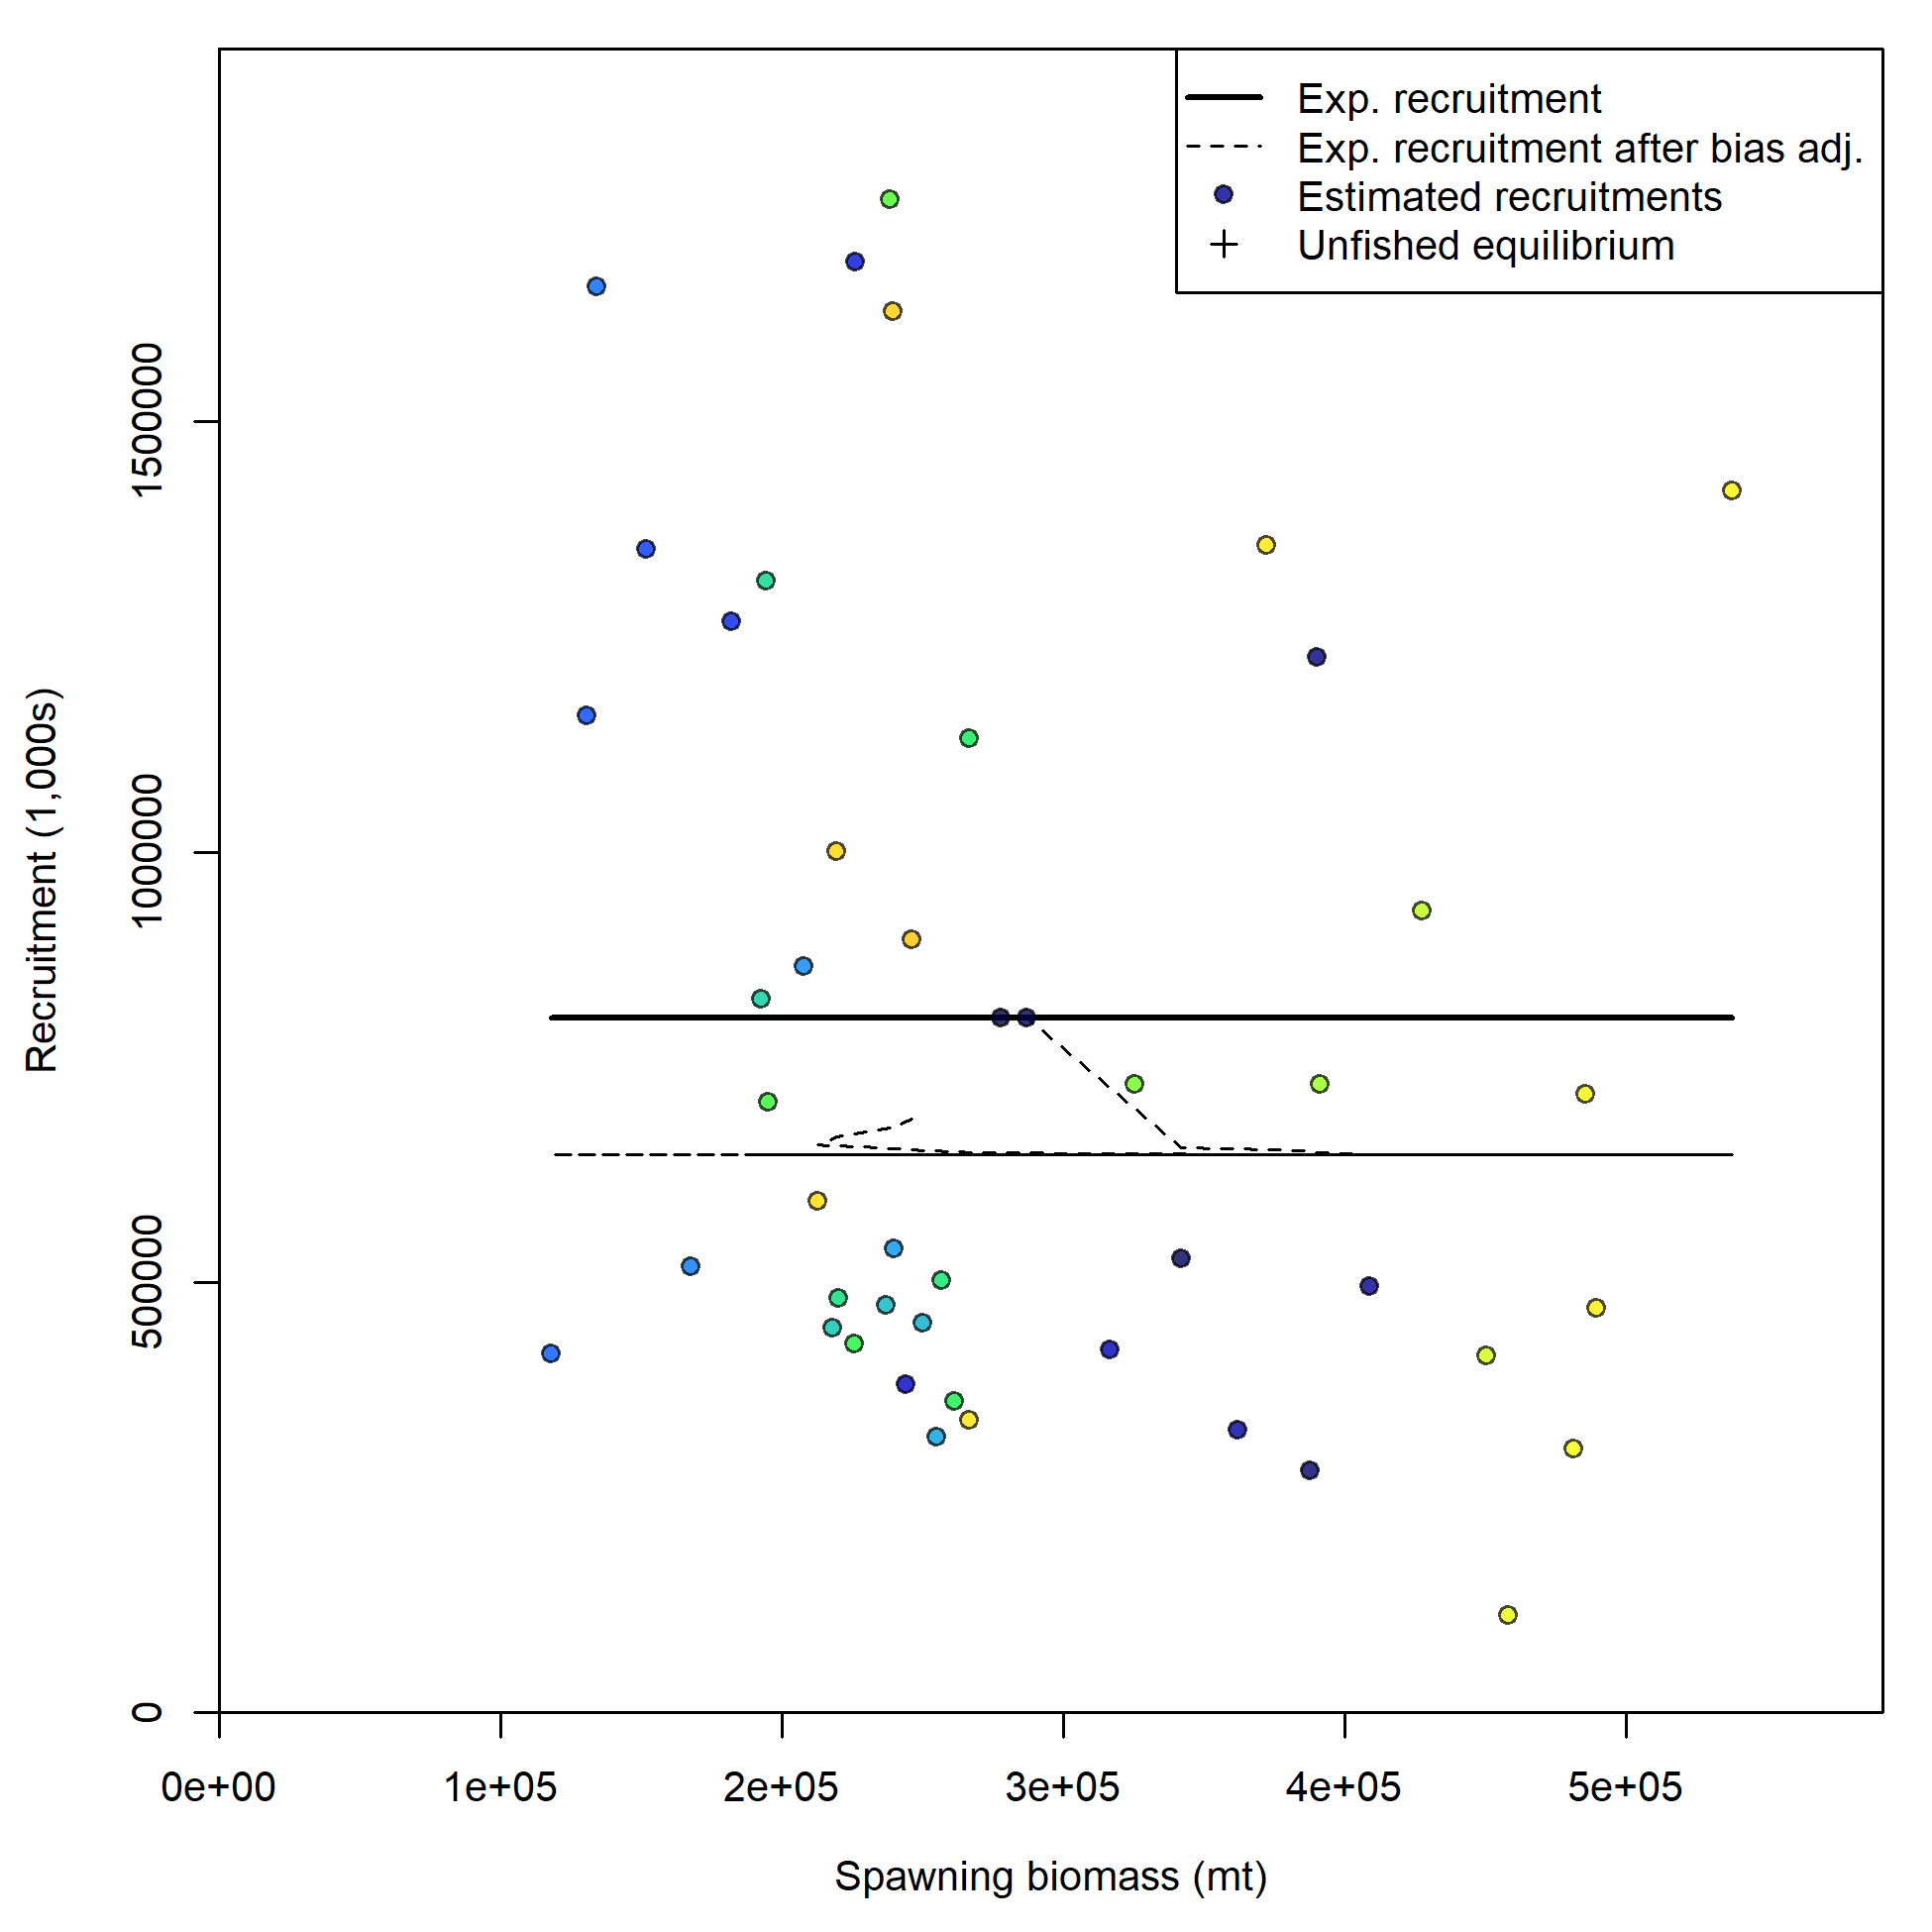 Exp. recruitment
Exp. recruitment after bias adj.
Estimated recruitments
Unfished equilibrium
Recruitment (1,000s)
1500000
1000000
500000
0
0e+00 1e+05 2e+05 3e+05 4e+05 5e+05
Spawning biomass (mt)